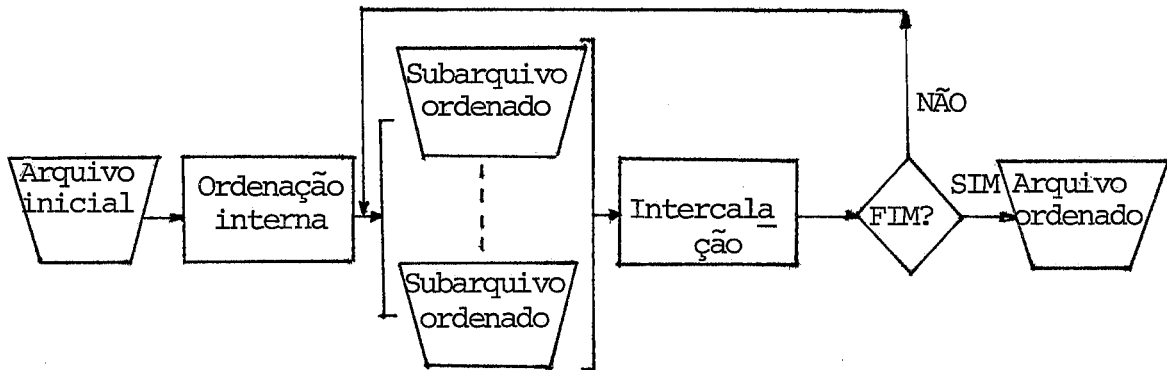 Arquivo
inicial
Ordenação
interna
Subarquivo
ordenado
Subarquivo
ordenado
Intercala
ção
FIM?
NÃO
SIM
Arquivo
ordenado